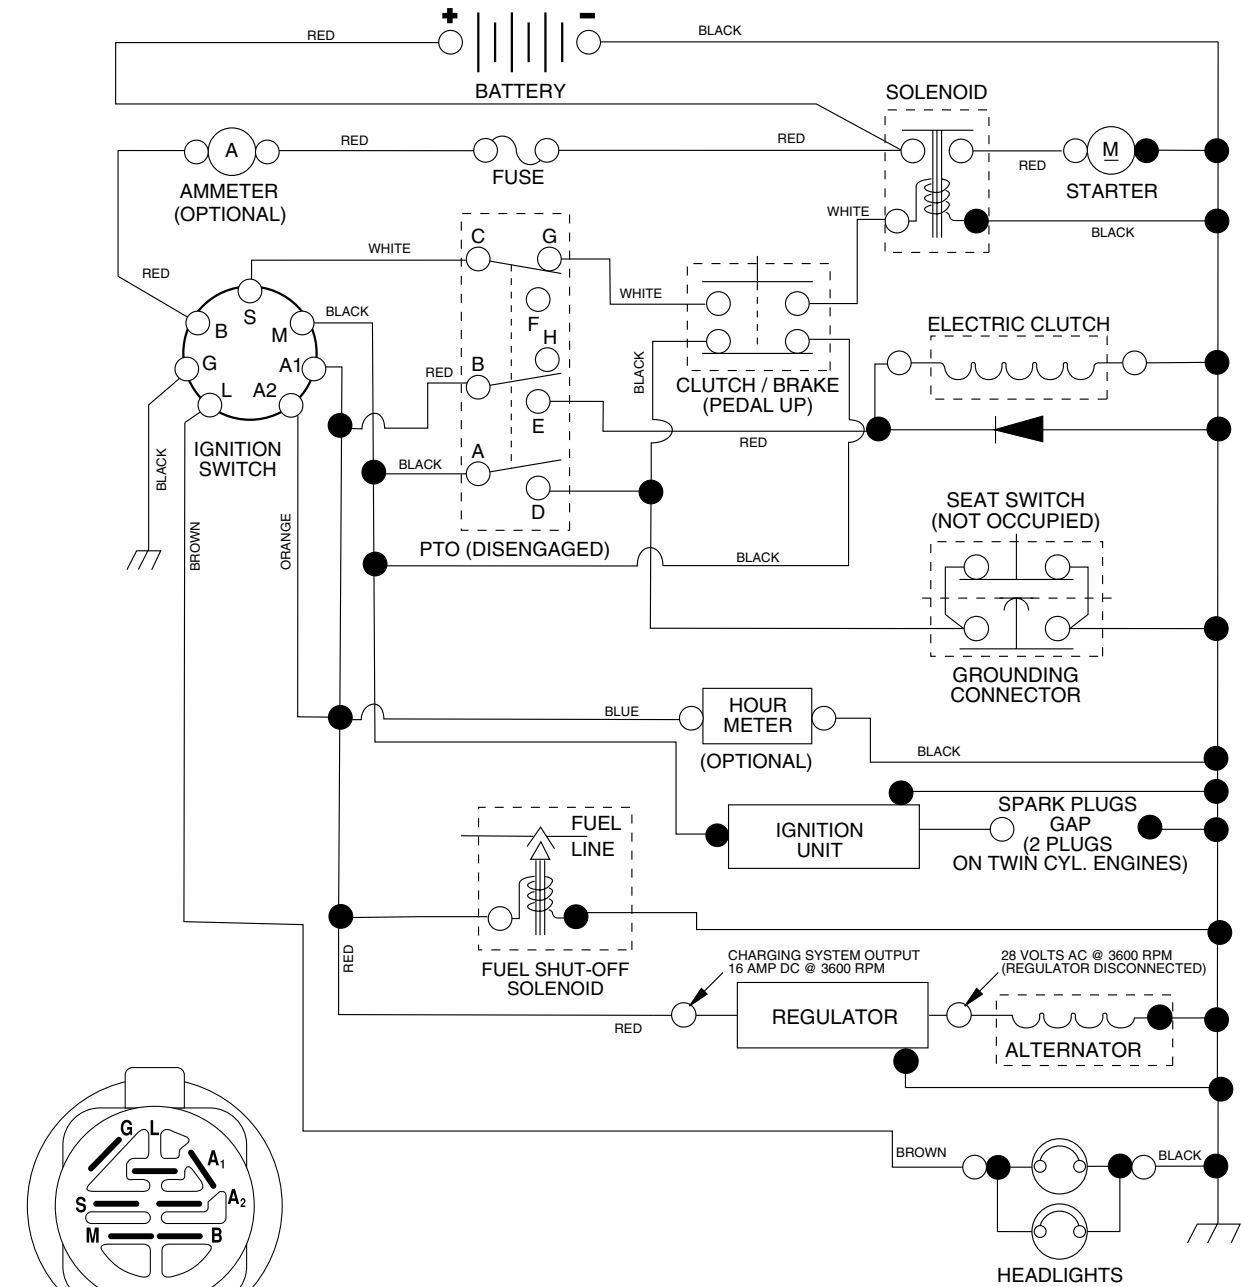 + −
RED
BLACK
BATTERY
SOLENOID
A
RED
RED
M
RED
FUSE
STARTER
AMMETER
(OPTIONAL)
WHITE
BLACK
C G
WHITE
RED
WHITE
S
B
M
BLACK
F
H
ELECTRIC CLUTCH
G
A1
B
RED
BLACK
CLUTCH / BRAKE
(PEDAL UP)
L A2
E
RED
IGNITION
SWITCH
A
BLACK
BLACK
D
SEAT SWITCH
(NOT OCCUPIED)
BROWN
ORANGE
PTO (DISENGAGED)
BLACK
GROUNDING
CONNECTOR
BLUE
HOUR
METER
(OPTIONAL)
BLACK
FUEL
LINE
IGNITION
UNIT
SPARK PLUGS
GAP
(2 PLUGS
ON TWIN CYL. ENGINES)
RED
FUEL SHUT-OFF
SOLENOID
CHARGING SYSTEM OUTPUT
16 AMP DC @ 3600 RPM
28 VOLTS AC @ 3600 RPM
(REGULATOR DISCONNECTED)
RED
REGULATOR
ALTERNATOR
G L
A1
S
A2
M B
BROWN
BLACK
HEADLIGHTS